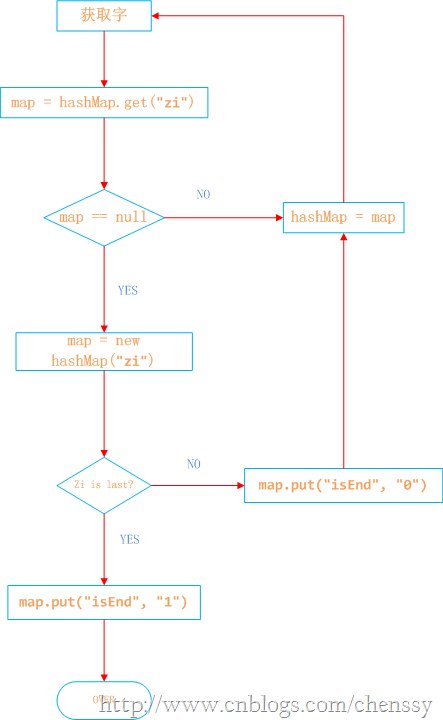 获取字
map = hashMap.get("zi")
map == null
NO
hashMap = map
YES
map = new
hashMap("zi")
Zi is last?
NO
map.put("isEnd", "0")
YES
map.put("isEnd", "1")
OVER
http://www.cnblogs.com/chenssy